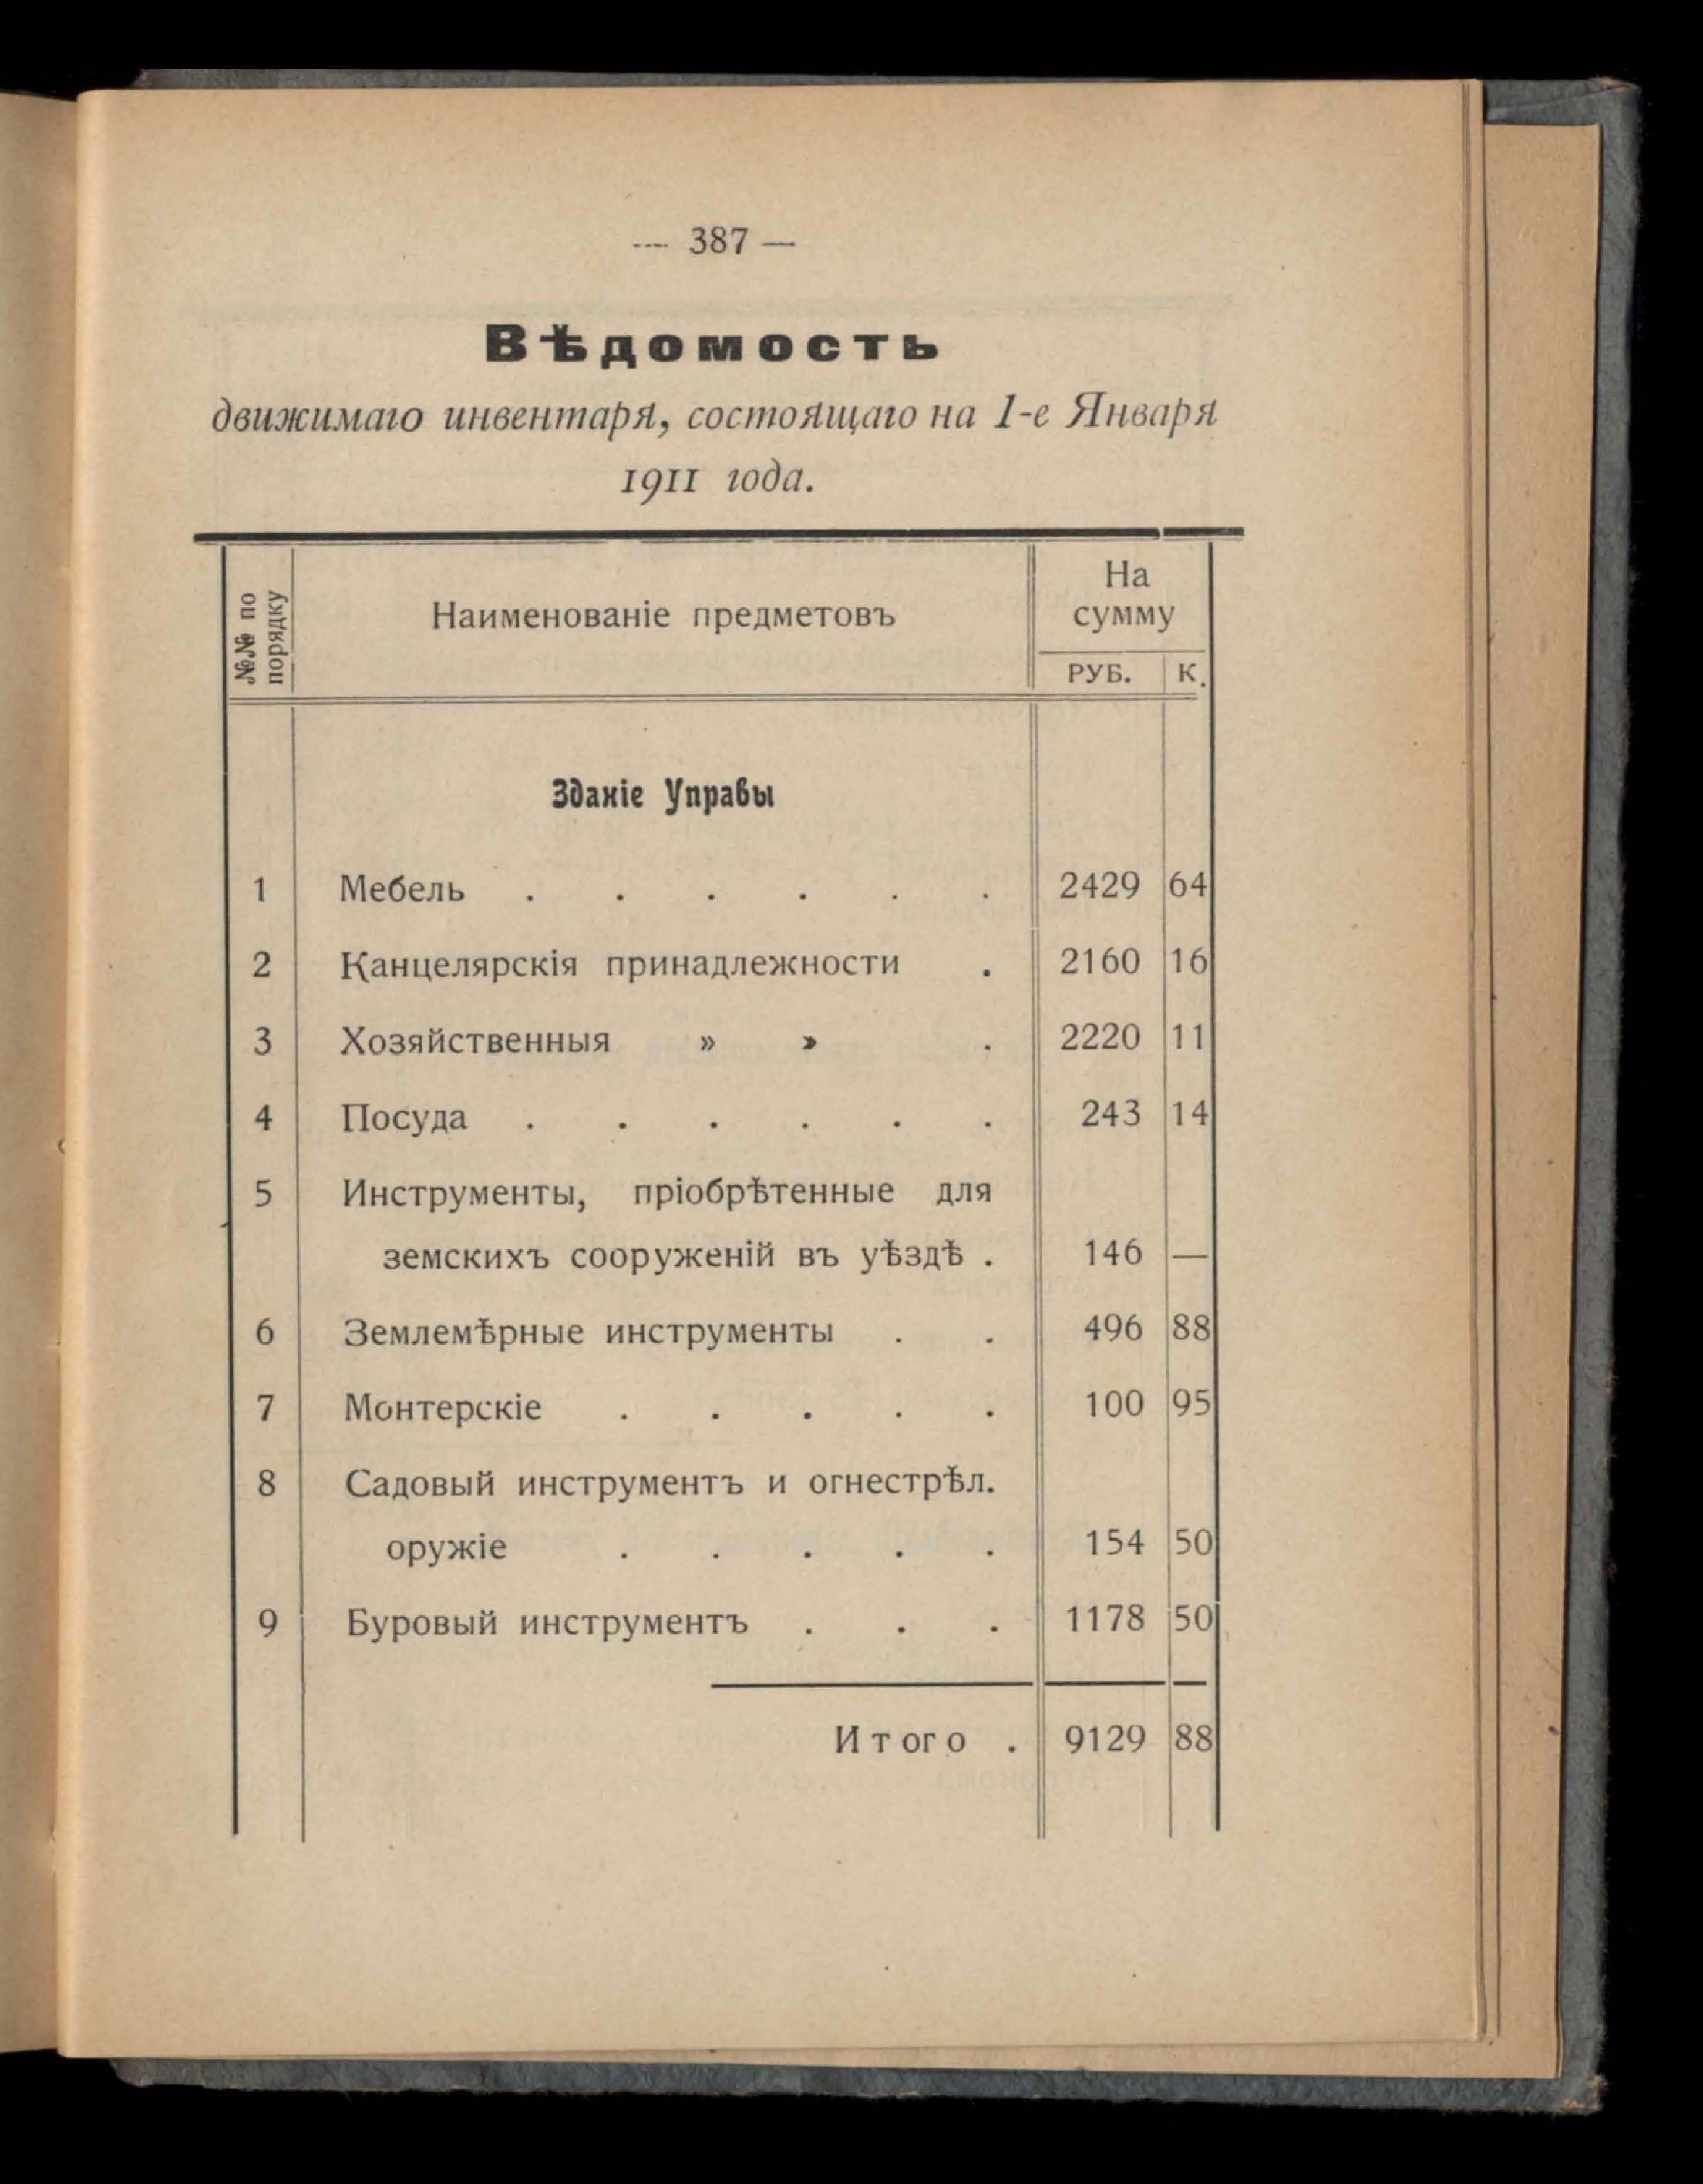 — 387 —
Вѣдомость
движимаго инвентаря, состоящаго на 1-е Января
1911 года.
№№ по
порядку
Наименованіе предметовъ
На
сумму
РУБ. К.
Зданіе Управы
1 Мебель . . . . . . 2429 64
2 Канцелярскія принадлежности . 2160 16
3 Хозяйственныя » » . 2220 11
4 Посуда . . . . . . 243 14
5 Инструменты, пріобрѣтенные для
земскихъ сооруженій въ уѣздѣ . 146 —
6 Землемѣрные инструменты . . 496 88
7 Монтерскіе . . . . . 100 95
8 Садовый инструментъ и огнестрѣл.
оружіе . . . . . 154 50
9 Буровый инструментъ . . . 1178 50
Итого . 9129 88